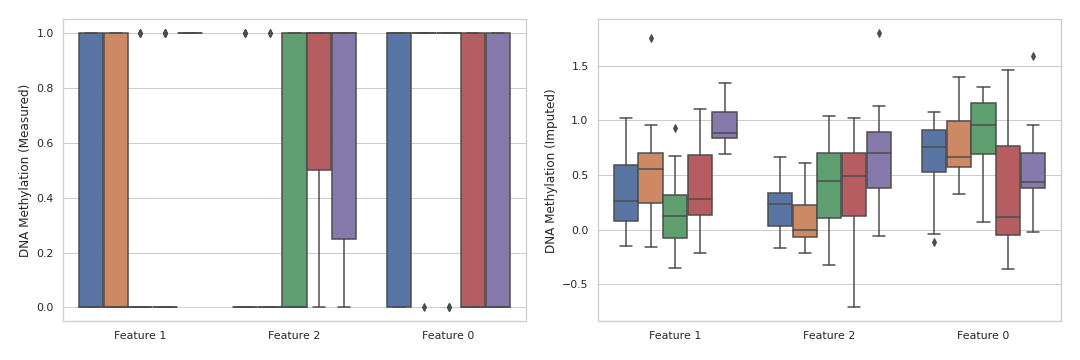 DNA Methylation (Measured)
1.0
0.8
0.6
0.4
0.2
0.0
Feature 1
Feature 2
Feature 0
DNA Methylation (Imputed)
1.5
1.0
0.5
0.0
−0.5
Feature 1
Feature 2
Feature 0